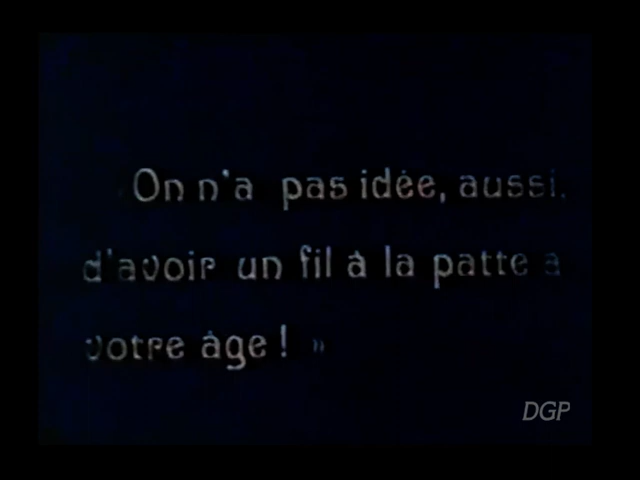 On n'a pas idée, aussi,
d'avoir un fil à la patte a
votre âge ! »
DGP